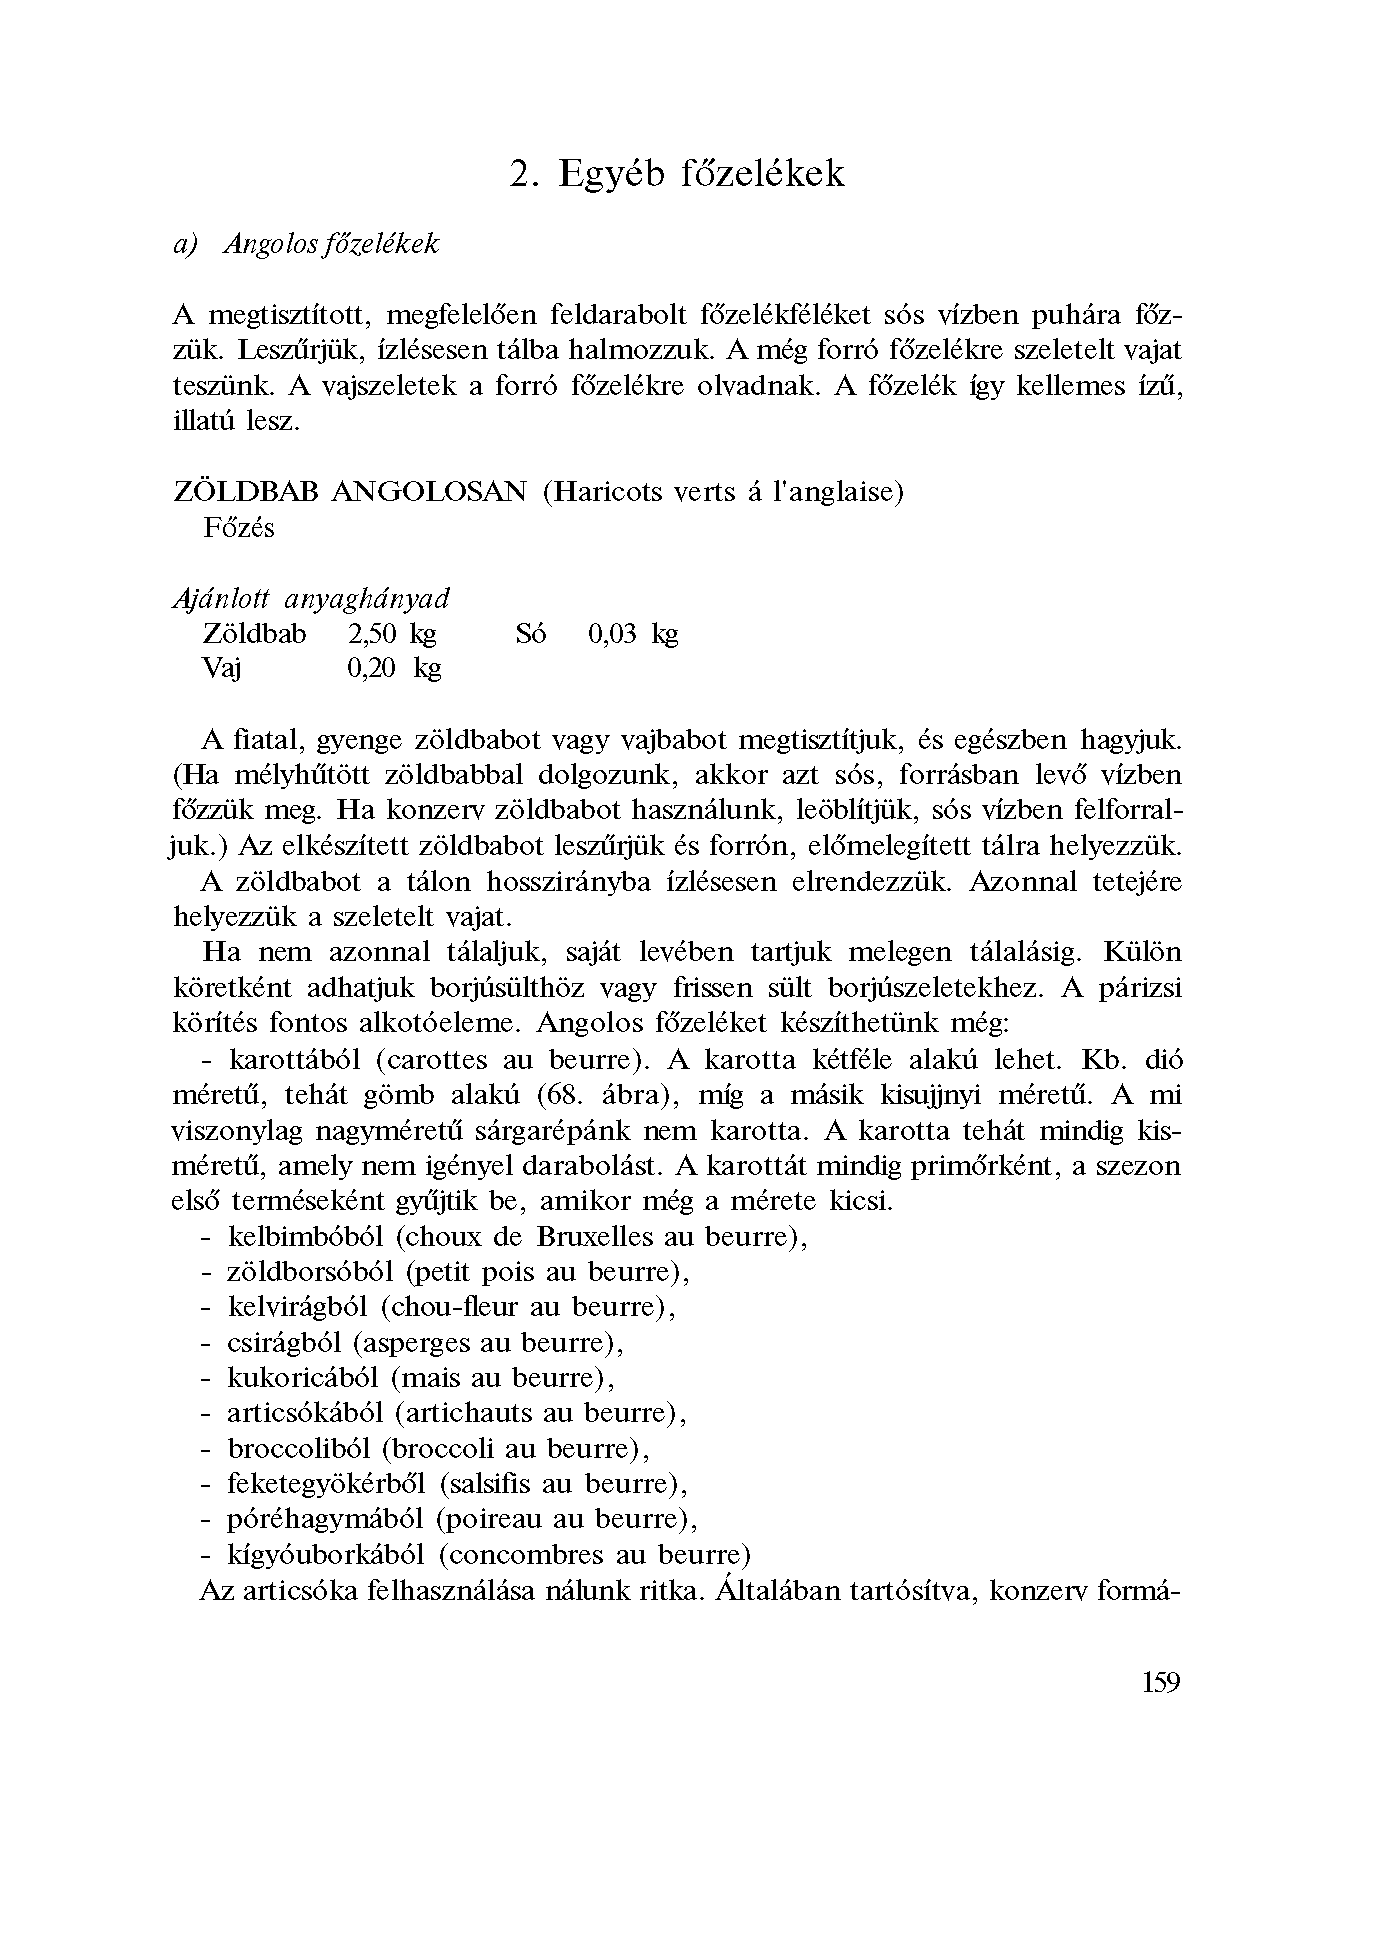 2. Egyéb főzelékek
a) Angolos főzelékek
A megtisztított, megfelelően feldarabolt főzelékféléket sós vízben puhára főz-
zük. Leszűrjük, ízlésesen tálba halmozzuk. A még forró főzelékre szeletelt vajat
teszünk. A vajszeletek a forró főzelékre olvadnak. A főzelék így kellemes ízű,
illatú lesz.
ZÖLDBAB ANGOLOSAN (Haricots verts á l'anglaise)
Főzés
Ajánlott anyaghányad
Zöldbab 2,50 kg Só 0,03 kg
Vaj 0,20 kg
A fiatal, gyenge zöldbabot vagy vajbabot megtisztítjuk, és egészben hagyjuk.
(Ha mélyhűtött zöldbabbal dolgozunk, akkor azt sós, forrásban levő vízben
főzzük meg. Ha konzerv zöldbabot használunk, leöblítjük, sós vízben felforral-
juk.) Az elkészített zöldbabot leszűrjük és forrón, előmelegített tálra helyezzük.
A zöldbabot a tálon hosszirányba ízlésesen elrendezzük. Azonnal tetejére
helyezzük a szeletelt vajat.
Ha nem azonnal tálaljuk, saját levében tartjuk melegen tálalásig. Külön
köretként adhatjuk borjúsülthöz vagy frissen sült borjúszeletekhez. A párizsi
körítés fontos alkotóeleme. Angolos főzeléket készíthetünk még:
- karottából (carottes au beurre). A karotta kétféle alakú lehet. Kb. dió
méretű, tehát gömb alakú (68. ábra), míg a másik kisujjnyi méretű. A mi
viszonylag nagyméretű sárgarépánk nem karotta. A karotta tehát mindig kis-
méretű, amely nem igényel darabolást. A karottát mindig primőrként, a szezon
első terméseként gyűjtik be, amikor még a mérete kicsi.
- kelbimbóból (choux de Bruxelles au beurre),
- zöldborsóból (petit pois au beurre),
- kelvirágból (chou-fleur au beurre),
- csirágból (asperges au beurre),
- kukoricából (mais au beurre),
- articsókából (artichauts au beurre),
- broccoliból (broccoli au beurre),
- feketegyökérből (salsifis au beurre),
- póréhagymából (poireau au beurre),
- kígyóuborkából (concombres au beurre)
Az articsóka felhasználása nálunk ritka. Általában tartósítva, konzerv formá-
159